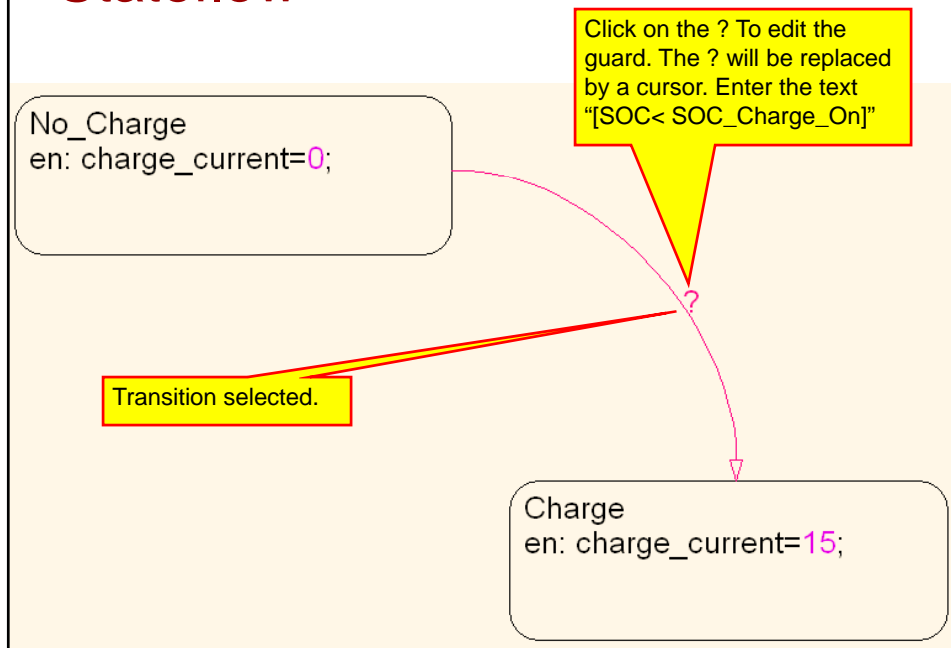 Stateflow
Click on the ? To edit the
guard. The ? will be replaced
by a cursor. Enter the text
“[SOC< SOC_Charge_On]”
No_Charge
en: charge_current=0;
?
Transition selected.
Charge
en: charge_current=15;